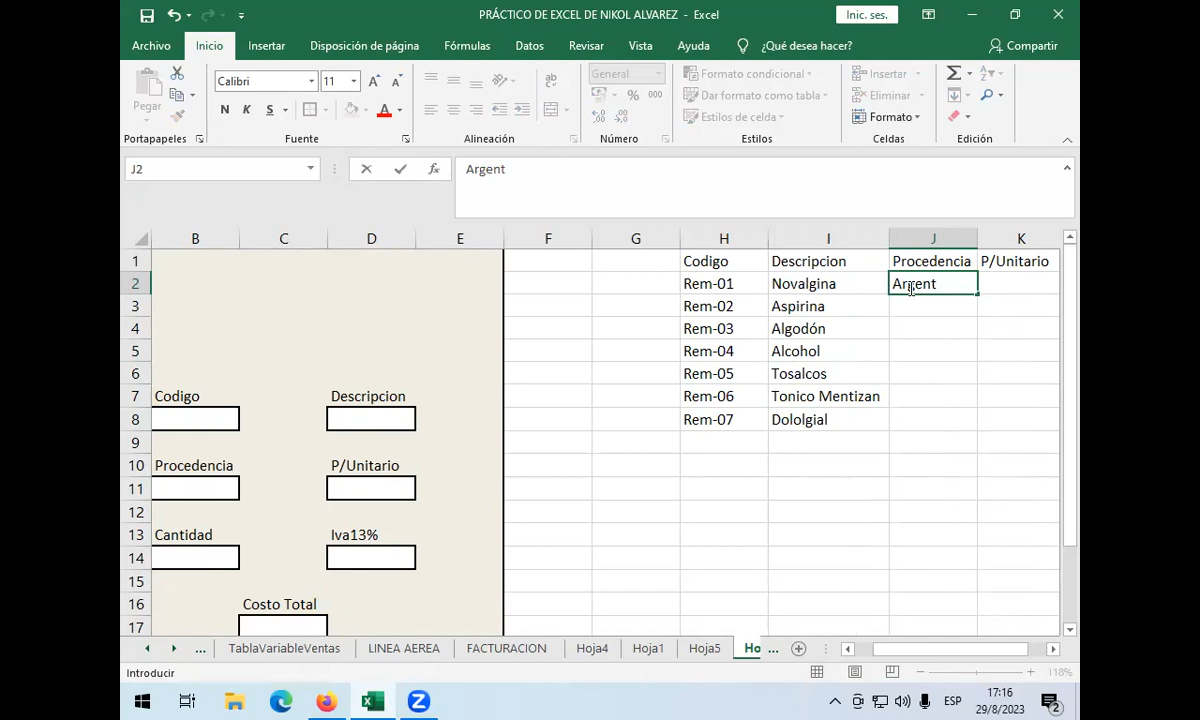 PRÁCTICO DE EXCEL DE NIKOL ALVAREZ - Excel
Inic. ses.
Archivo Inicio Insertar Disposición de página Fórmulas Datos Revisar Vista Ayuda ¿Qué desea hacer? Compartir
Pegar
Portapapeles
Calibri 11
N K S
Fuente
Alineación
General
% 000
Número
Formato condicional
Dar formato como tabla
Estilos de celda
Estilos
Insertar
Eliminar
Formato
Celdas
Edición
J2 fx Argent
B C D E F G H I J K
1 Codigo Descripcion Procedencia P/Unitario
2 Rem-01 Novalgina Argent
3 Rem-02 Aspirina
4 Rem-03 Algodón
5 Rem-04 Alcohol
6 Rem-05 Tosalcos
7 Codigo Descripcion Rem-06 Tonico Mentizan
8 Rem-07 Dololgial
9
10 Procedencia P/Unitario
11
12
13 Cantidad Iva13%
14
15
16 Costo Total
17
... TablaVariableVentas LINEA AEREA FACTURACION Hoja4 Hoja1 Hoja5 Ho ...
Introducir
118%
ESP
17:16
29/8/2023
2